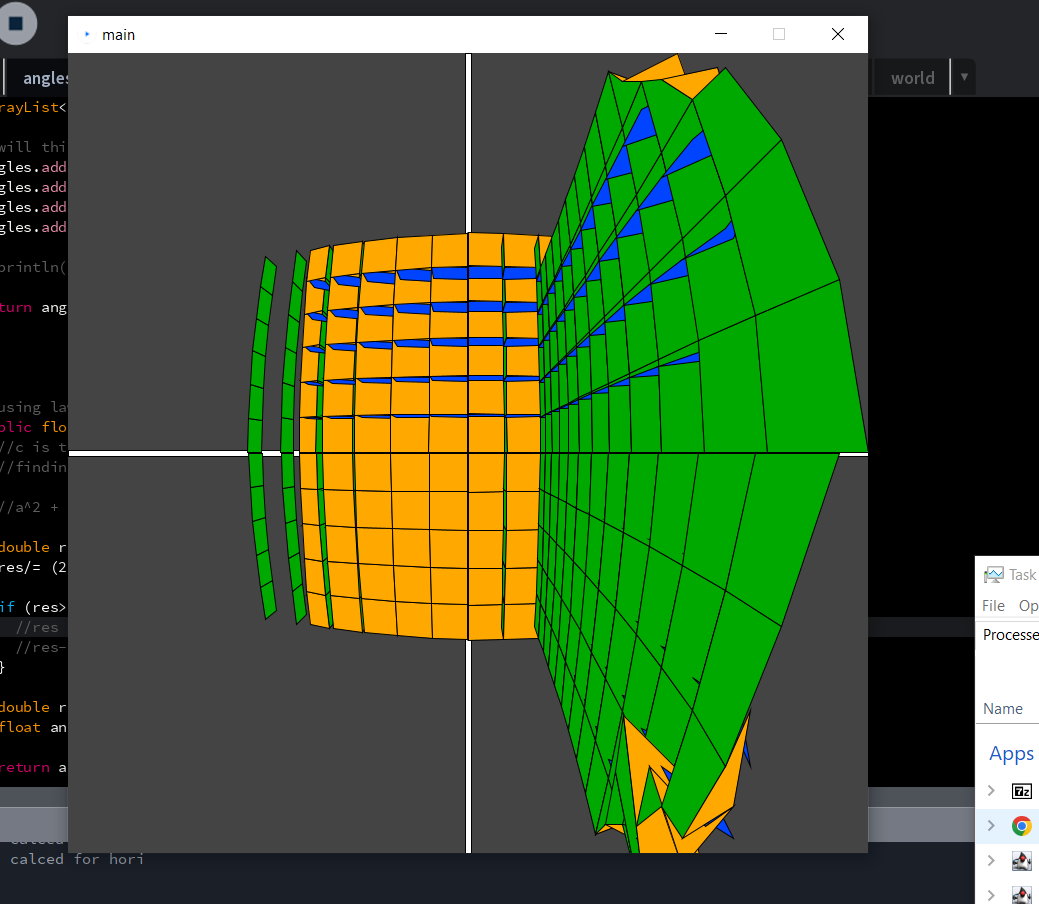 main
angles
world
rayList<
will thi
gles.add
gles.add
gles.add
gles.add
println(
turn ang
using la
blic flo
//c is t
//findin
//a^2 +
double r
res/= (2
if (res>
//res
//res-
}
double r
float an
return a
calced for hori
Task
File Op
Processe
Name
Apps
7z